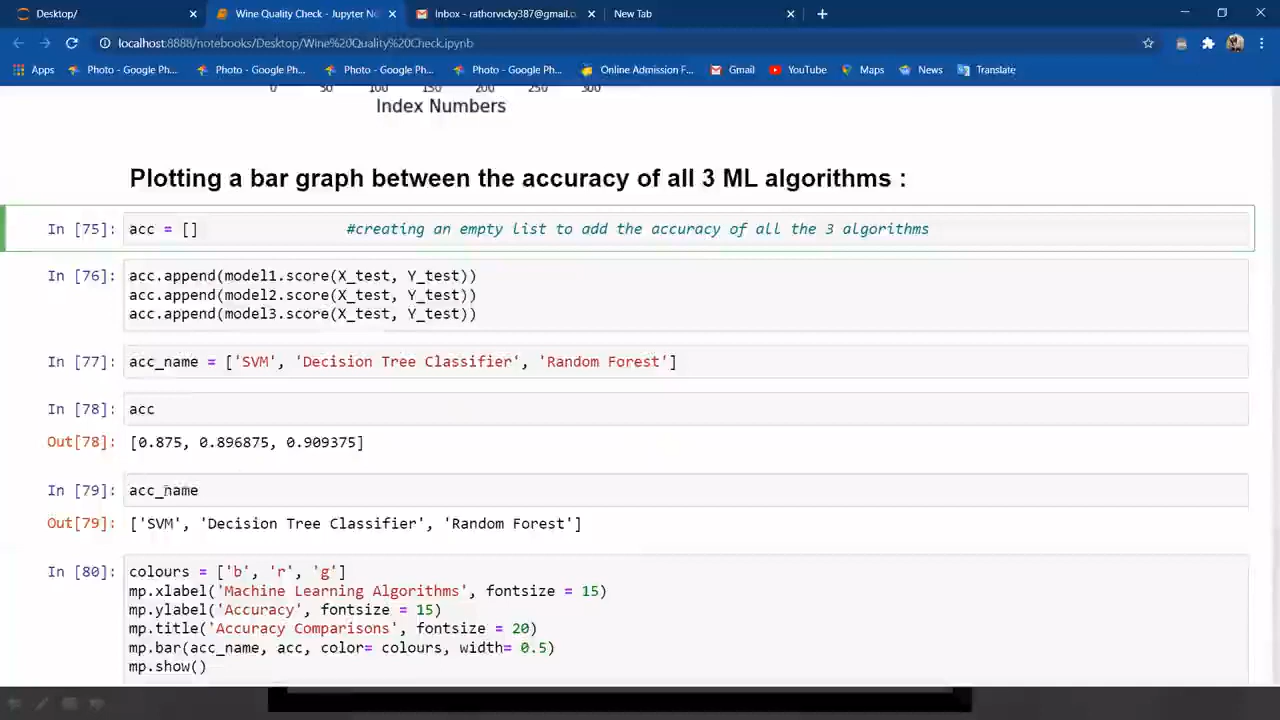 Desktop/
Wine Quality Check - Jupyter No
Inbox - rathorvicky387@gmail.c
New Tab
localhost:8888/notebooks/Desktop/Wine%20Quality%20Check.ipynb
Apps
Photo - Google Ph...
Photo - Google Ph...
Photo - Google Ph...
Photo - Google Ph...
Online Admission F...
Gmail
YouTube
Maps
News
Translate
0 50 100 150 200 250 300
Index Numbers
Plotting a bar graph between the accuracy of all 3 ML algorithms :
In [75]: acc = [] #creating an empty list to add the accuracy of all the 3 algorithms
In [76]: acc.append(model1.score(X_test, Y_test))
acc.append(model2.score(X_test, Y_test))
acc.append(model3.score(X_test, Y_test))
In [77]: acc_name = ['SVM', 'Decision Tree Classifier', 'Random Forest']
In [78]: acc
Out[78]: [0.875, 0.896875, 0.909375]
In [79]: acc_name
Out[79]: ['SVM', 'Decision Tree Classifier', 'Random Forest']
In [80]: colours = ['b', 'r', 'g']
mp.xlabel('Machine Learning Algorithms', fontsize = 15)
mp.ylabel('Accuracy', fontsize = 15)
mp.title('Accuracy Comparisons', fontsize = 20)
mp.bar(acc_name, acc, color= colours, width= 0.5)
mp.show()